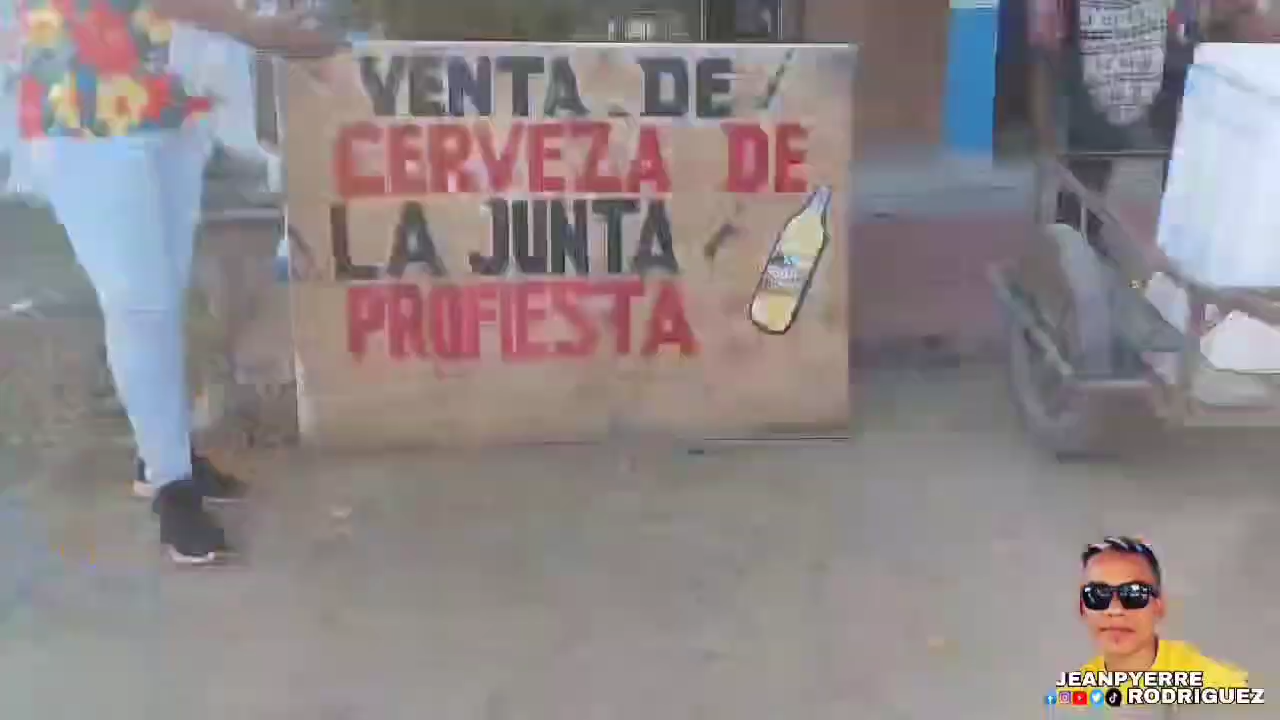 VENTA DE
CERVEZA DE
LA JUNTA
PROFIESTA
JEANPYERRE
RODRIGUEZ